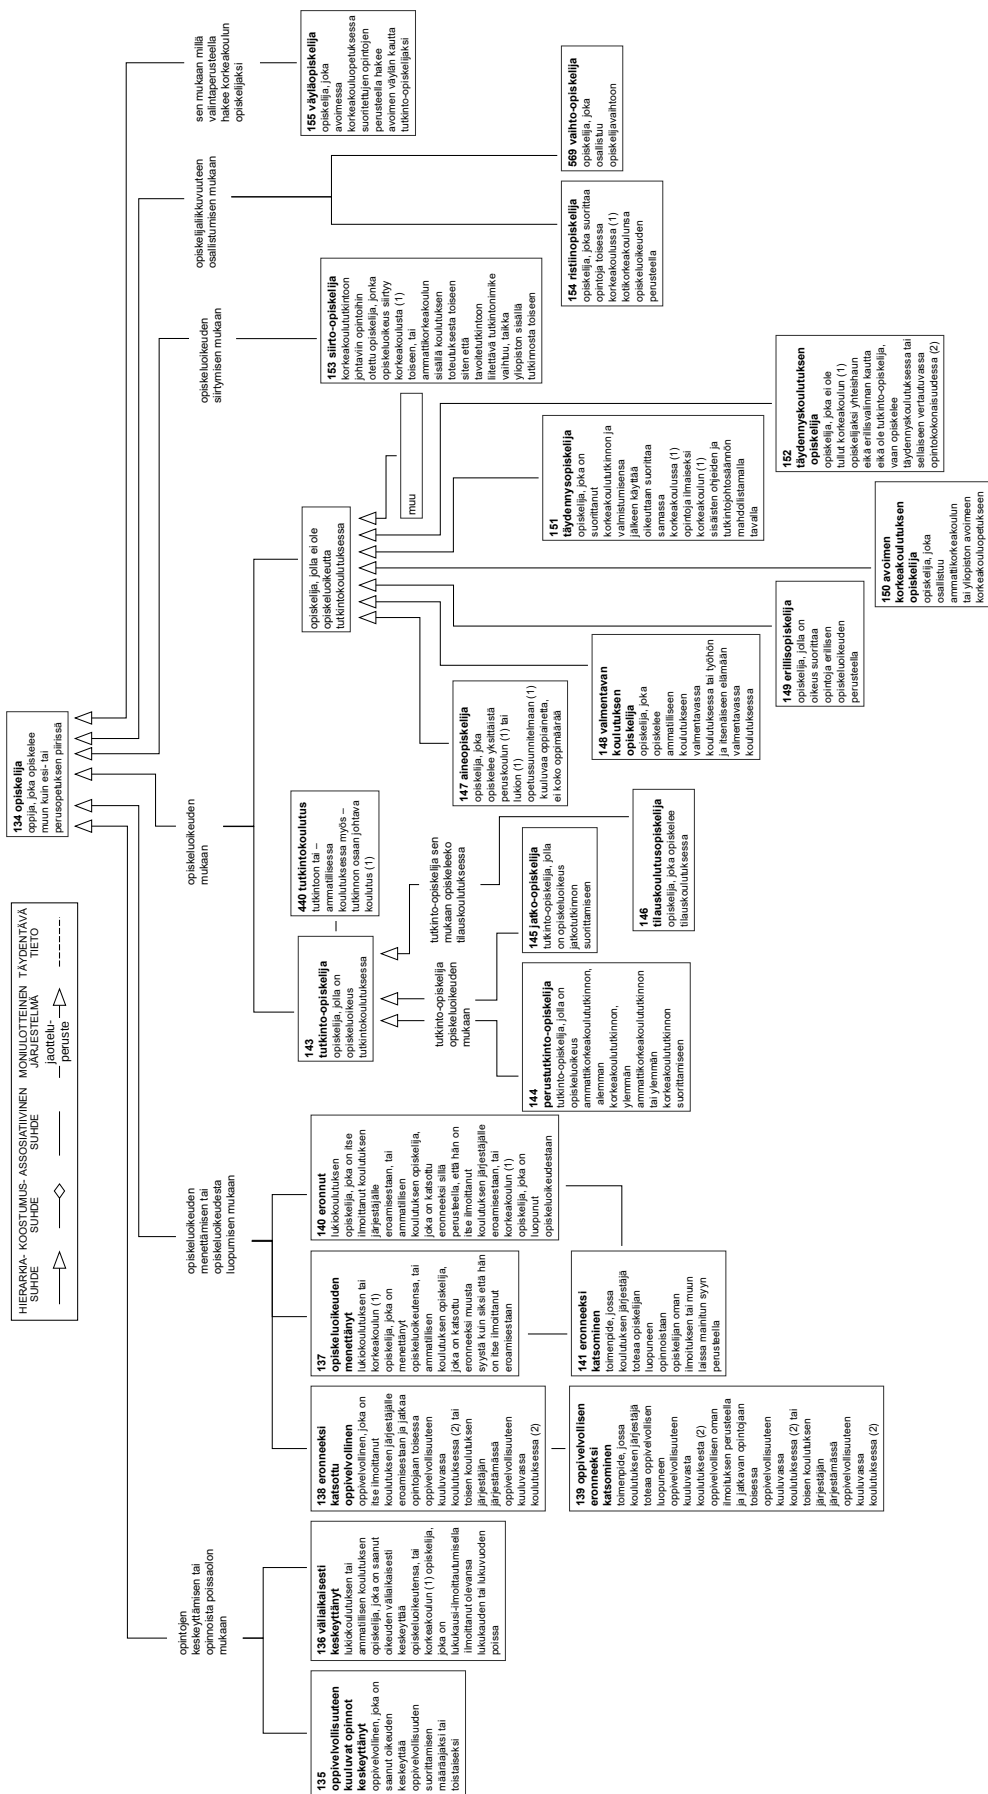 HIERARKIA-
SUHDE
KOOSTUMUS-
SUHDE
ASSOSIATIIVINEN
SUHDE
MONIULOTTEINEN
JÄRJESTELMÄ
jaottelu-
peruste
TÄYDENTÄVÄ
TIETO
134 opiskelija
oppija, joka opiskelee
muun kuin esi- tai
perusopetuksen piirissä
opintojen
keskeyttämisen tai
opinnoista poissaolon
mukaan
opiskeluoikeuden
menettämisen tai
opiskeluoikeudesta
luopumisen mukaan
opiskeluoikeuden
mukaan
opiskeluoikeuden
siirtymisen mukaan
opiskelijaliikkuvuuteen
osallistumisen mukaan
sen mukaan millä
valintaperusteella
hakee korkeakoulun
opiskelijaksi
135
oppivelvollisuuteen
kuuluvat opinnot
keskeyttänyt
oppivelvollinen, joka on
saanut oikeuden
keskeyttää
oppivelvollisuuden
suorittamisen
määräajaksi tai
toistaiseksi
136 väliaikaisesti
keskeyttänyt
lukiokoulutuksen tai
ammatillisen koulutuksen
opiskelija, joka on saanut
oikeuden väliaikaisesti
keskeyttää
opiskeluoikeutensa, tai
korkeakoulun (1) opiskelija,
joka on
lukukausi-ilmoittautumisella
ilmoittanut olevansa
lukukauden tai lukuvuoden
poissa
138 eronneeksi
katsottu
oppivelvollinen
oppivelvollinen, joka on
itse ilmoittanut
koulutuksen järjestäjälle
eroamisestaan ja jatkaa
opintojaan toisessa
oppivelvollisuuteen
kuuluvassa
koulutuksessa (2) tai
toisen koulutuksen
järjestäjän
järjestämässä
oppivelvollisuuteen
kuuluvassa
koulutuksessa (2)
137
opiskeluoikeuden
menettänyt
lukiokoulutuksen tai
korkeakoulun (1)
opiskelija, joka on
menettänyt
opiskeluoikeutensa, tai
ammatillisen
koulutuksen opiskelija,
joka on katsottu
eronneeksi muusta
syystä kuin siksi että hän
on itse ilmoittanut
eroamisestaan
140 eronnut
lukiokoulutuksen
opiskelija, joka on itse
ilmoittanut koulutuksen
järjestäjälle
eroamisestaan, tai
ammatillisen
koulutuksen opiskelija,
joka on katsottu
eronneeksi sillä
perusteella, että hän on
itse ilmoittanut
koulutuksen järjestäjälle
eroamisestaan, tai
korkeakoulun (1)
opiskelija, joka on
luopunut
opiskeluoikeudestaan
139 oppivelvollisen
eronneeksi
katsominen
toimenpide, jossa
koulutuksen järjestäjä
toteaa oppivelvollisen
luopuneen
oppivelvollisuuteen
kuuluvasta
koulutuksesta (2)
oppivelvollisen oman
ilmoituksen perusteella
ja jatkavan opintojaan
toisessa
oppivelvollisuuteen
kuuluvassa
koulutuksessa (2) tai
toisen koulutuksen
järjestäjän
järjestämässä
oppivelvollisuuteen
kuuluvassa
koulutuksessa (2)
141 eronneeksi
katsominen
toimenpide, jossa
koulutuksen järjestäjä
toteaa opiskelijan
luopuneen
opinnoistaan
opiskelijan oman
ilmoituksen tai muun
laissa mainitun syyn
perusteella
143
tutkinto-opiskelija
opiskelija, jolla on
opiskeluoikeus
tutkintokoulutuksessa
440 tutkintokoulutus
tutkintoon tai –
ammatillisessa
koulutuksessa myös –
tutkinnon osaan johtava
koulutus (1)
tutkinto-opiskelija
opiskeluoikeuden
mukaan
tutkinto-opiskelija sen
mukaan opiskeleeko
tilauskoulutuksessa
144
perustutkinto-opiskelija
tutkinto-opiskelija, jolla on
opiskeluoikeus
ammattikorkeakoulututkinnon,
alemman
korkeakoulututkinnon,
ylemmän
ammattikorkeakoulututkinnon
tai ylemmän
korkeakoulututkinnon
suorittamiseen
145 jatko-opiskelija
tutkinto-opiskelija, jolla
on opiskeluoikeus
jatkotutkinnon
suorittamiseen
146
tilauskoulutusopiskelija
opiskelija, joka opiskelee
tilauskoulutuksessa
opiskelija, jolla ei ole
opiskeluoikeutta
tutkintokoulutuksessa
muu
147 aineopiskelija
opiskelija, joka
opiskelee yksittäistä
peruskoulun (1) tai
lukion (1)
opetussuunnitelmaan (1)
kuuluvaa oppiainetta,
ei koko oppimäärää
148 valmentavan
koulutuksen
opiskelija
opiskelija, joka
opiskelee
ammatilliseen
koulutukseen
valmentavassa
koulutuksessa tai työhön
ja itsenäiseen elämään
valmentavassa
koulutuksessa
149 erillisopiskelija
opiskelija, jolla on
oikeus suorittaa
opintoja erillisen
opiskeluoikeuden
perusteella
150 avoimen
korkeakoulutuksen
opiskelija
opiskelija, joka
osallistuu
ammattikorkeakoulun
tai yliopiston avoimeen
korkeakouluopetukseen
151
täydennysopiskelija
opiskelija, joka on
suorittanut
korkeakoulututkinnon ja
valmistumisensa
jälkeen käyttää
oikeuttaan suorittaa
samassa
korkeakoulussa (1)
opintoja ilmaiseksi
korkeakoulun (1)
sisäisten ohjeiden ja
tutkintojohtosäännön
mahdollistamalla
tavalla
152
täydennyskoulutuksen
opiskelija
opiskelija, joka ei ole
tullut korkeakoulun (1)
opiskelijaksi yhteishaun
eikä erillisvalinnan kautta
eikä ole tutkinto-opiskelija,
vaan opiskelee
täydennyskoulutuksessa tai
sellaiseen vertautuvassa
opintokokonaisuudessa (2)
153 siirto-opiskelija
korkeakoulututkintoon
johtaviin opintoihin
otettu opiskelija, jonka
opiskeluoikeus siirtyy
korkeakoulusta (1)
toiseen, tai
ammattikorkeakoulun
sisällä koulutuksen
toteutuksesta toiseen
siten että
tavoitetutkintoon
liitettävä tutkintonimike
vaihtuu, taikka
yliopiston sisällä
tutkinnosta toiseen
154 ristiinopiskelija
opiskelija, joka suorittaa
opintoja toisessa
korkeakoulussa (1)
kotikorkeakoulunsa
opiskeluoikeuden
perusteella
569 vaihto-opiskelija
opiskelija, joka
osallistuu
opiskelijavaihtoon
155 väyläopiskelija
opiskelija, joka
avoimessa
korkeakouluopetuksessa
suoritettujen opintojen
perusteella hakee
avoimen väylän kautta
tutkinto-opiskelijaksi